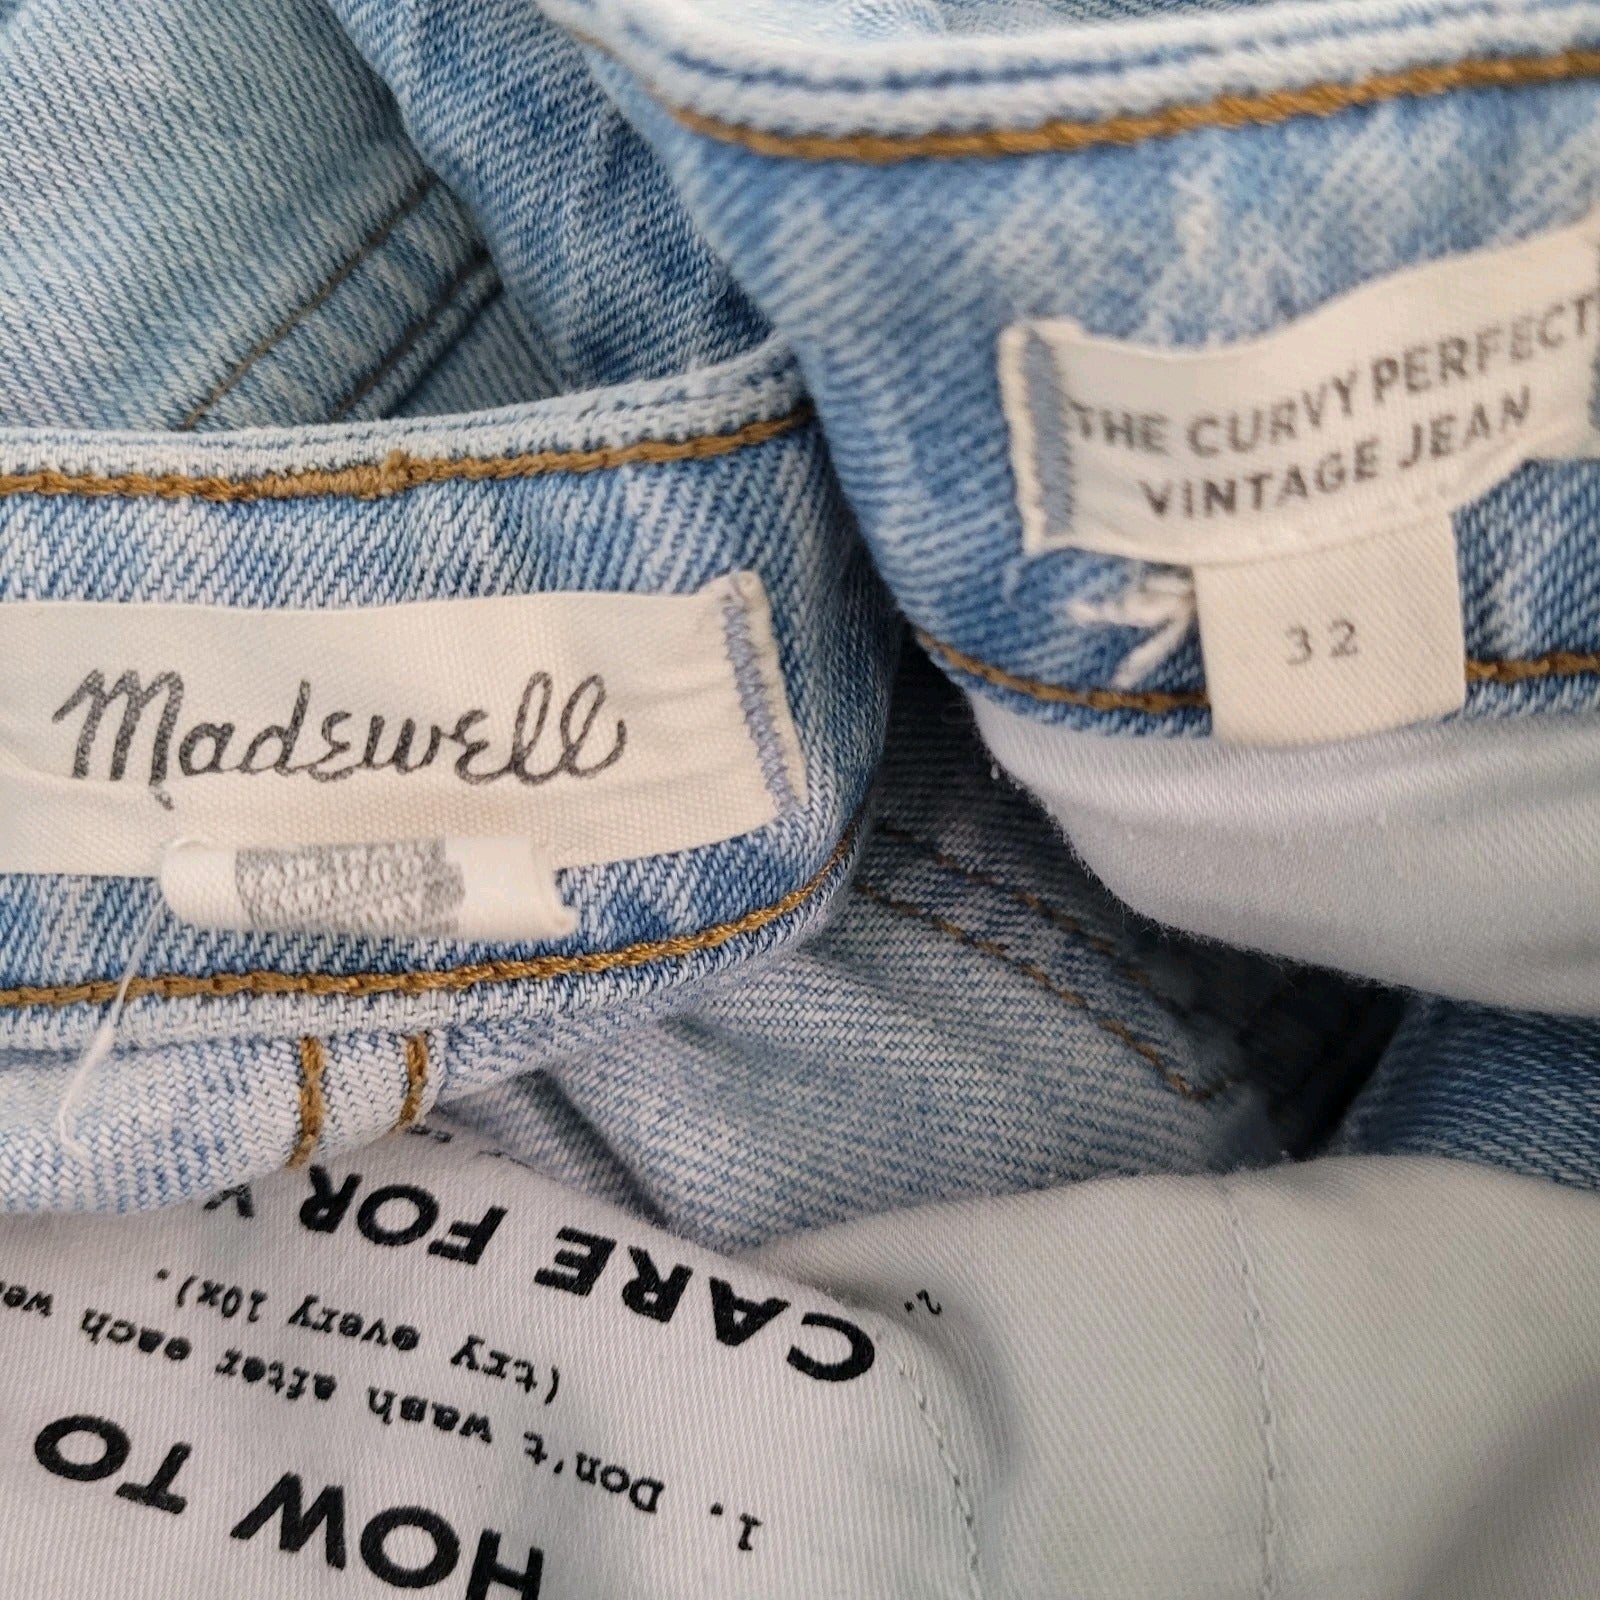 THE CURVY PERFECT
VINTAGE JEAN
32
Madewell
HOW TO
CARE FOR
1. Don't wash after each
(try every 10x).
2.